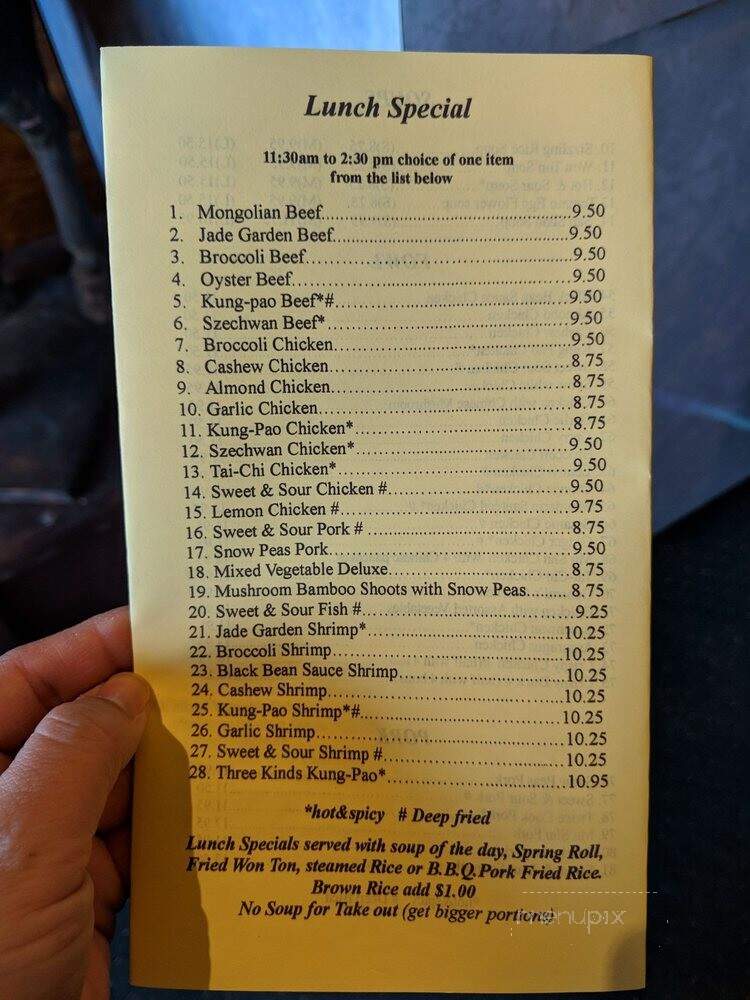 Lunch Special
11:30am to 2:30 pm choice of one item
from the list below
1. Mongolian Beef..........9.50
2. Jade Garden Beef..........9.50
3. Broccoli Beef..........9.50
4. Oyster Beef..........9.50
5. Kung-pao Beef*#..........9.50
6. Szechwan Beef*..........9.50
7. Broccoli Chicken..........9.50
8. Cashew Chicken..........8.75
9. Almond Chicken..........8.75
10. Garlic Chicken..........8.75
11. Kung-Pao Chicken*..........8.75
12. Szechwan Chicken*..........9.50
13. Tai-Chi Chicken*..........9.50
14. Sweet & Sour Chicken #..........9.50
15. Lemon Chicken #..........9.75
16. Sweet & Sour Pork #..........8.75
17. Snow Peas Pork..........9.50
18. Mixed Vegetable Deluxe..........8.75
19. Mushroom Bamboo Shoots with Snow Peas......... 8.75
20. Sweet & Sour Fish #..........9.25
21. Jade Garden Shrimp*..........10.25
22. Broccoli Shrimp..........10.25
23. Black Bean Sauce Shrimp..........10.25
24. Cashew Shrimp..........10.25
25. Kung-Pao Shrimp*#..........10.25
26. Garlic Shrimp..........10.25
27. Sweet & Sour Shrimp #..........10.25
28. Three Kinds Kung-Pao*..........10.95
*hot&spicy # Deep fried
Lunch Specials served with soup of the day, Spring Roll,
Fried Won Ton, steamed Rice or B.B.Q. Pork Fried Rice.
Brown Rice add $1.00
No Soup for Take out (get bigger portions)
menupix